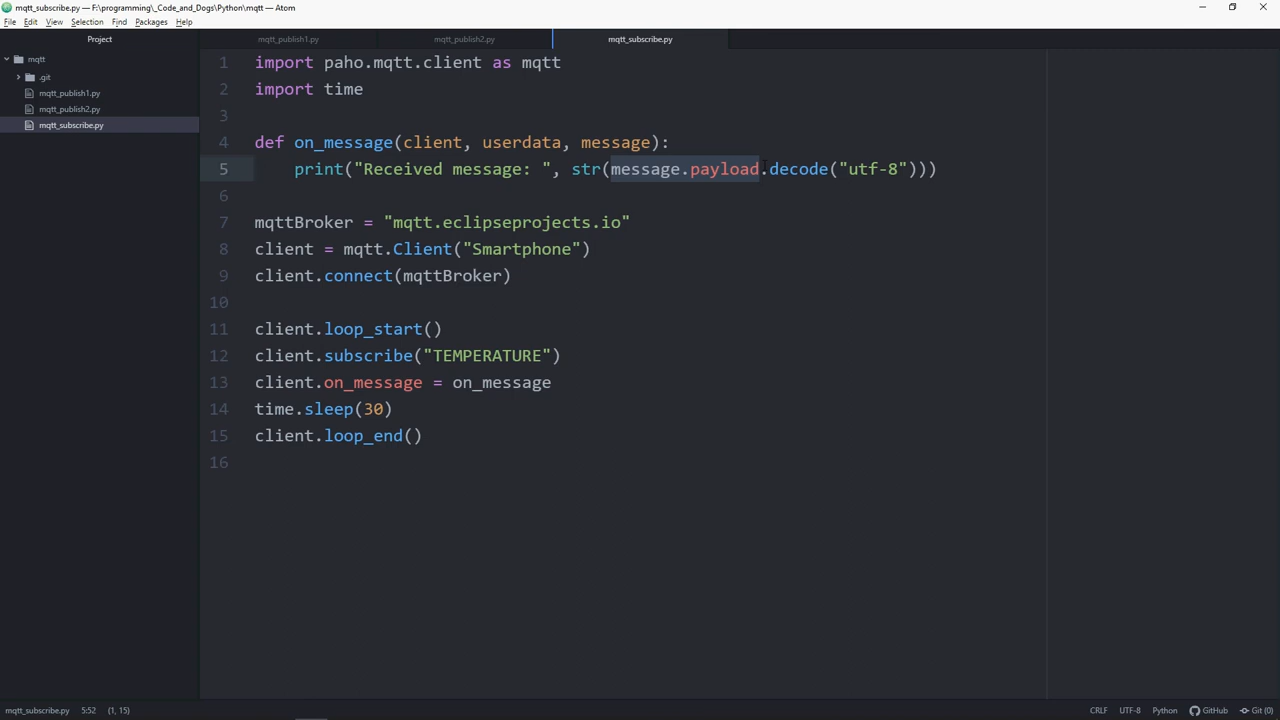 mqtt_subscribe.py — F:\programming\_Code_and_Dogs\Python\mqtt — Atom
File Edit View Selection Find Packages Help
Project
mqtt_publish1.py mqtt_publish2.py mqtt_subscribe.py
mqtt
.git
mqtt_publish1.py
mqtt_publish2.py
mqtt_subscribe.py
1 import paho.mqtt.client as mqtt
2 import time
3
4 def on_message(client, userdata, message):
5 print("Received message: ", str(message.payload.decode("utf-8")))
6
7 mqttBroker = "mqtt.eclipseprojects.io"
8 client = mqtt.Client("Smartphone")
9 client.connect(mqttBroker)
10
11 client.loop_start()
12 client.subscribe("TEMPERATURE")
13 client.on_message = on_message
14 time.sleep(30)
15 client.loop_end()
16
mqtt_subscribe.py 5:52 (1, 15) CRLF UTF-8 Python GitHub Git (0)